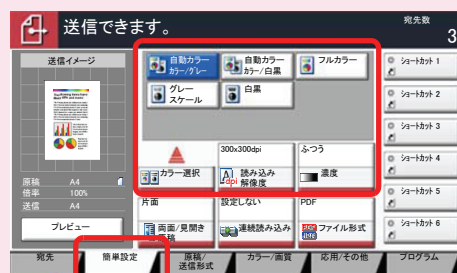 送信できます。
宛先数
3
送信イメージ
原稿 A4
倍率 100%
送信 A4
プレビュー
自動カラー
カラー/グレー
自動カラー
カラー/白黒
フルカラー
グレー
スケール
白黒
カラー選択
300x300dpi
dpi
読み込み
解像度
ふつう
濃度
片面
両面/見開き
原稿
設定しない
連続読み込み
PDF
ファイル形式
ショートカット 1
ショートカット 2
ショートカット 3
ショートカット 4
ショートカット 5
ショートカット 6
宛先
簡単設定
原稿/
送信形式
カラー/画質
応用/その他
プログラム